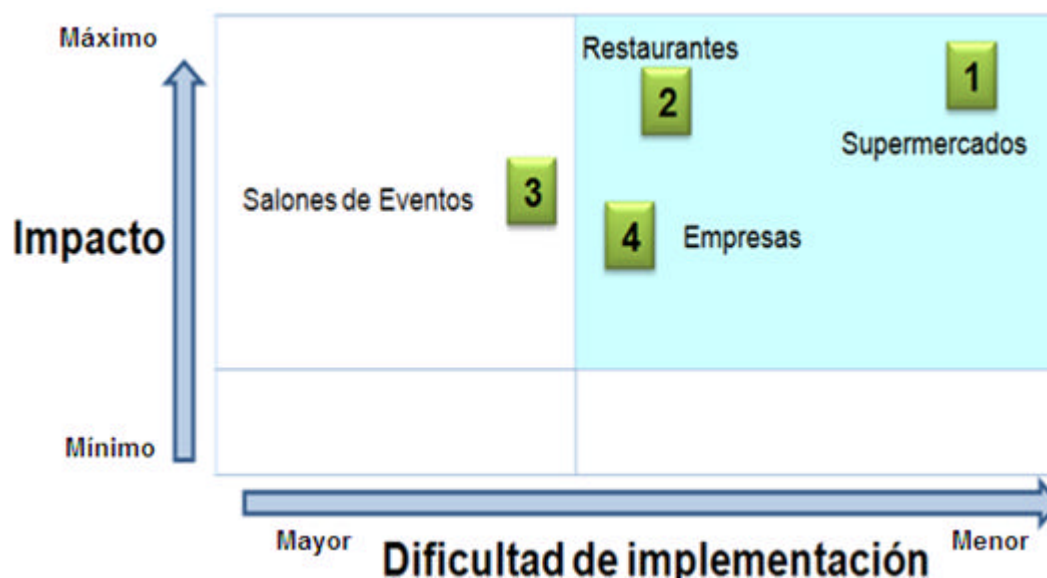 Máximo
Restaurantes
1
2
Supermercados
3
Salones de Eventos
Impacto
4
Empresas
Mínimo
Mayor
Dificultad de implementación
Menor